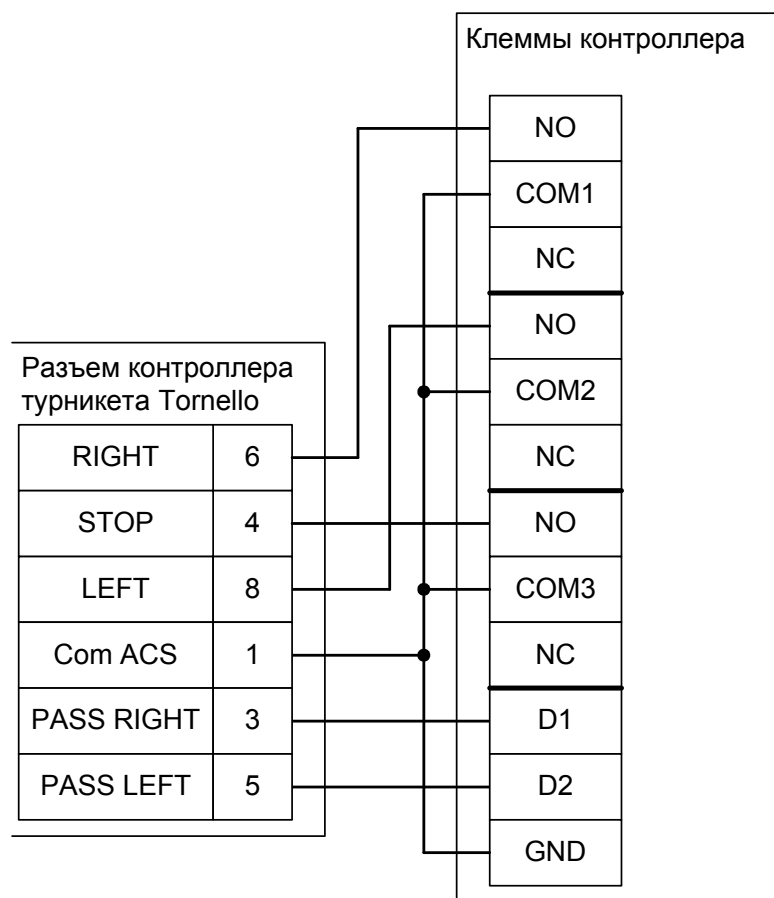 Клеммы контроллера
NO
COM1
NC
NO
COM2
NC
NO
COM3
NC
D1
D2
GND
Разъем контроллера
турникета Tornello
RIGHT 6
STOP 4
LEFT 8
Com ACS 1
PASS RIGHT 3
PASS LEFT 5